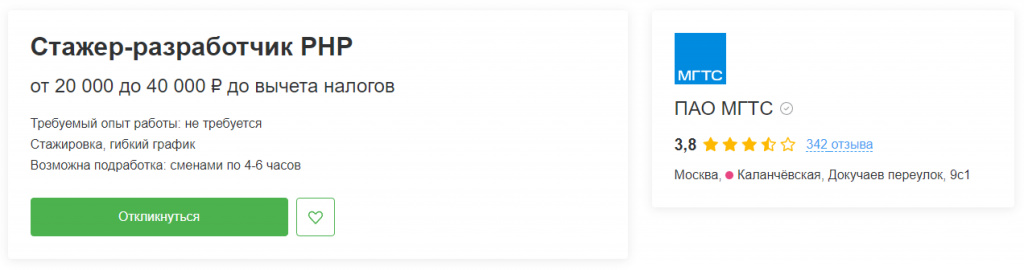 Стажер-разработчик PHP
от 20 000 до 40 000 ₽ до вычета налогов
Требуемый опыт работы: не требуется
Стажировка, гибкий график
Возможна подработка: сменами по 4-6 часов
Откликнуться
МГТС
ПАО МГТС
3,8 342 отзыва
Москва, Каланчёвская, Докучаев переулок, 9с1